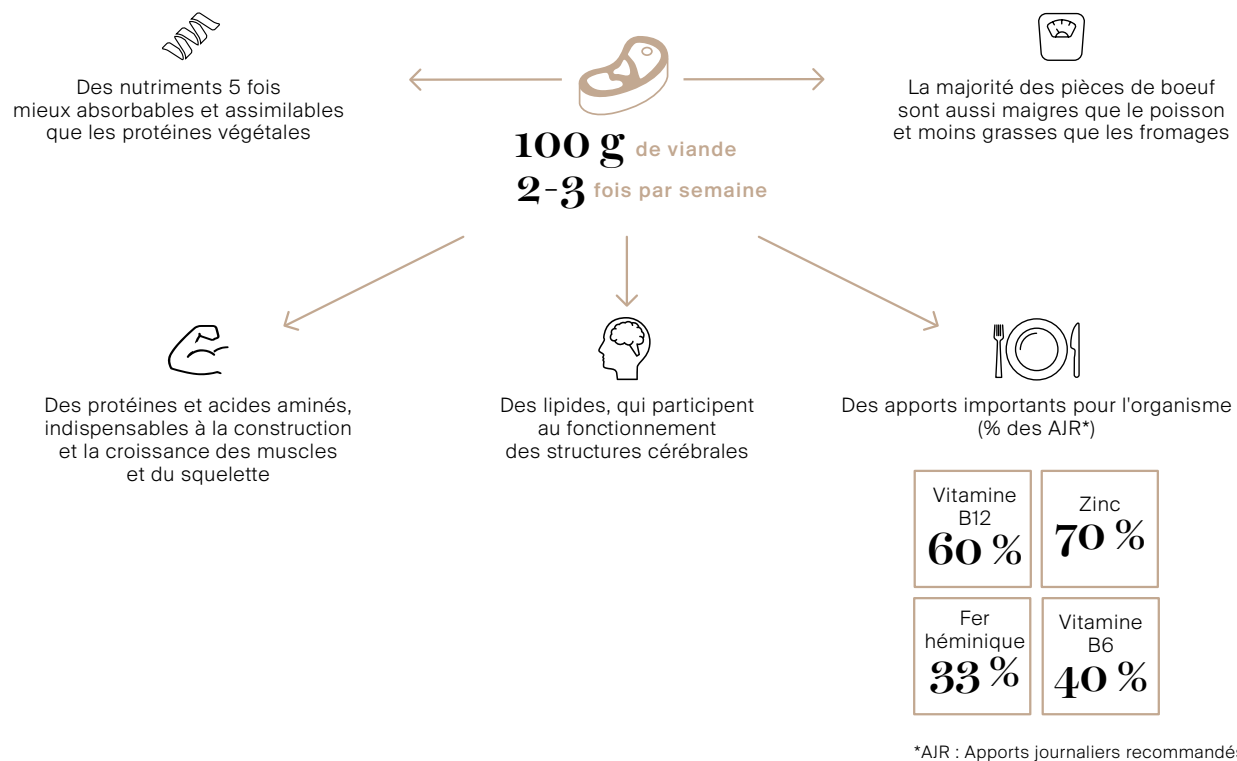 Des nutriments 5 fois
mieux absorbables et assimilables
que les protéines végétales
100 g de viande
2-3 fois par semaine
La majorité des pièces de boeuf
sont aussi maigres que le poisson
et moins grasses que les fromages
Des protéines et acides aminés,
indispensables à la construction
et la croissance des muscles
et du squelette
Des lipides, qui participent
au fonctionnement
des structures cérébrales
Des apports importants pour l'organisme
(% des AJR*)
Vitamine
B12
60 %
Zinc
70 %
Fer
héminique
33 %
Vitamine
B6
40 %
*AJR : Apports journaliers recommandés